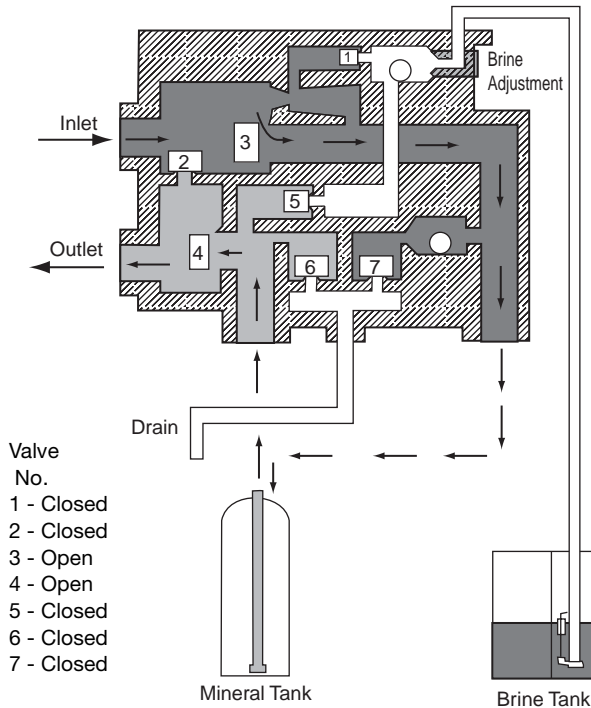 1
Brine
Adjustment
Inlet
3
2
5
Outlet
4
6
7
Drain
Valve
No.
1 - Closed
2 - Closed
3 - Open
4 - Open
5 - Closed
6 - Closed
7 - Closed
Mineral Tank
Brine Tank